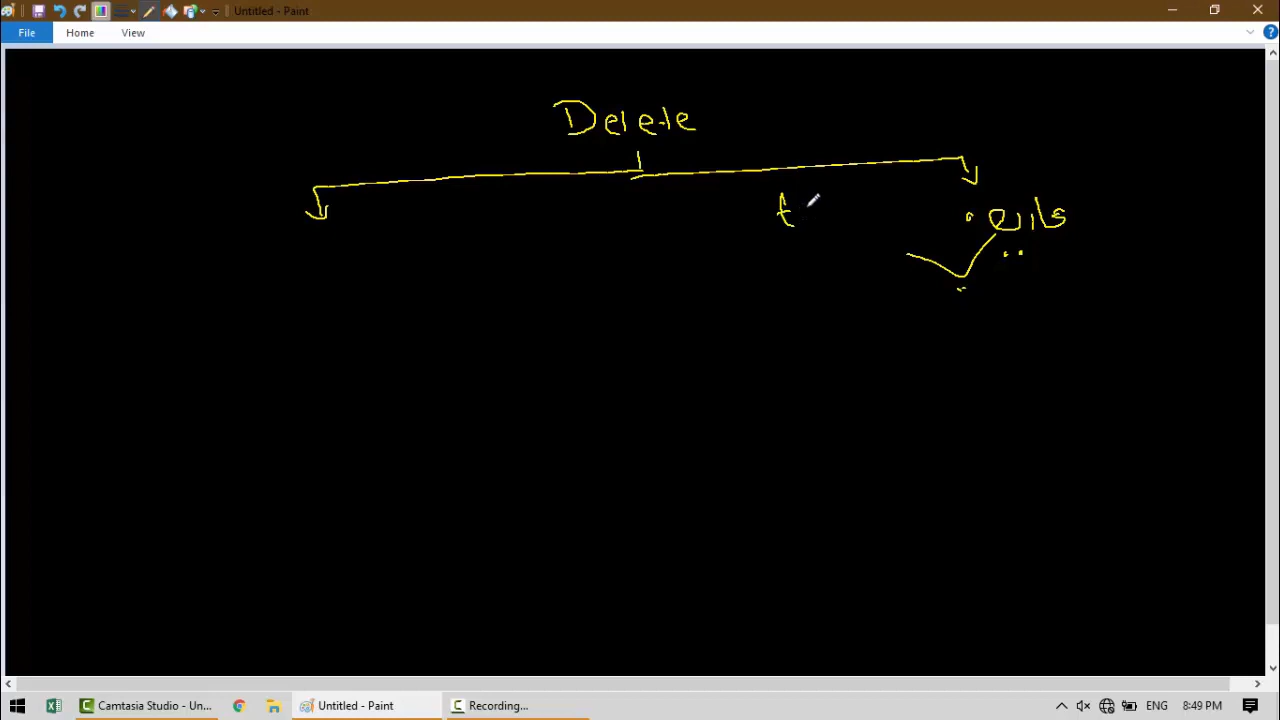 Untitled - Paint
File Home View
Delete
t
Camtasia Studio - Un... Untitled - Paint Recording... ENG 8:49 PM